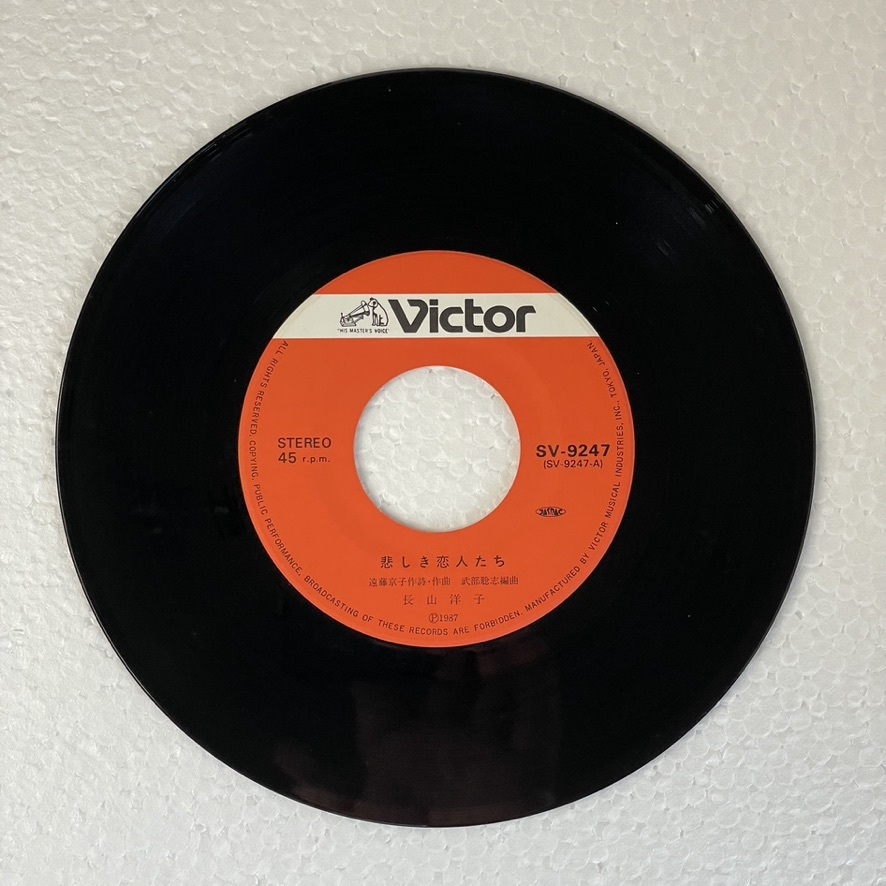 Victor
"HIS MASTER'S VOICE"
STEREO
45 r.p.m.
SV-9247
(SV-9247-A)
JASRAC
悲しき恋人たち
遠藤京子作詩・作曲 武部聡志編曲
長山洋子
Ⓟ1987
ALL RIGHTS RESERVED. COPYING, PUBLIC PERFORMANCE, BROADCASTING OF THESE RECORDS ARE FORBIDDEN. MANUFACTURED BY VICTOR MUSICAL INDUSTRIES, INC., TOKYO, JAPAN